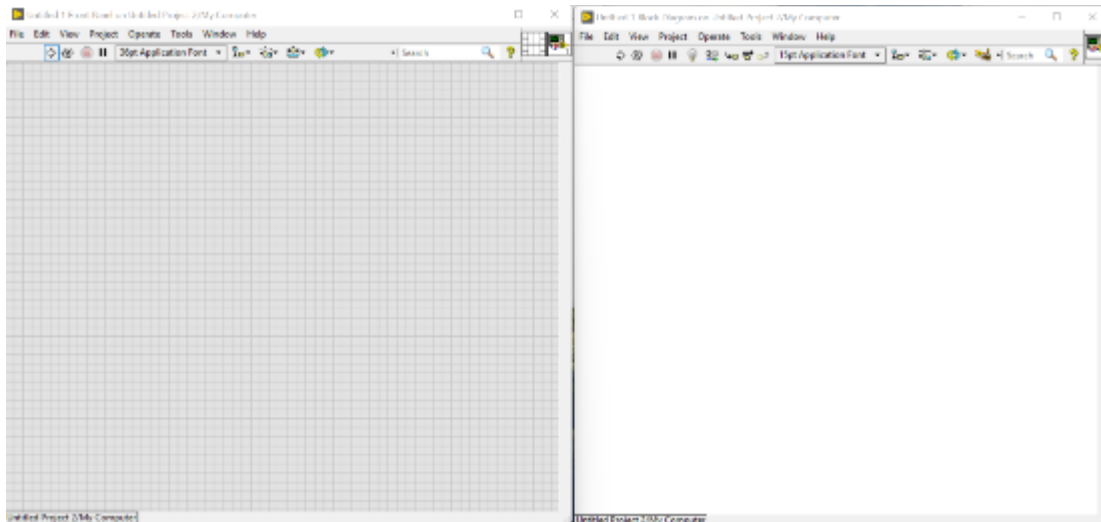 Untitled 1 Front Panel on Untitled Project 2/My Computer
File Edit View Project Operate Tools Window Help
36pt Application Font
Search
Untitled Project 2/My Computer
Untitled 1 Block Diagram on Untitled Project 2/My Computer
File Edit View Project Operate Tools Window Help
15pt Application Font
Search
Untitled Project 2/My Computer